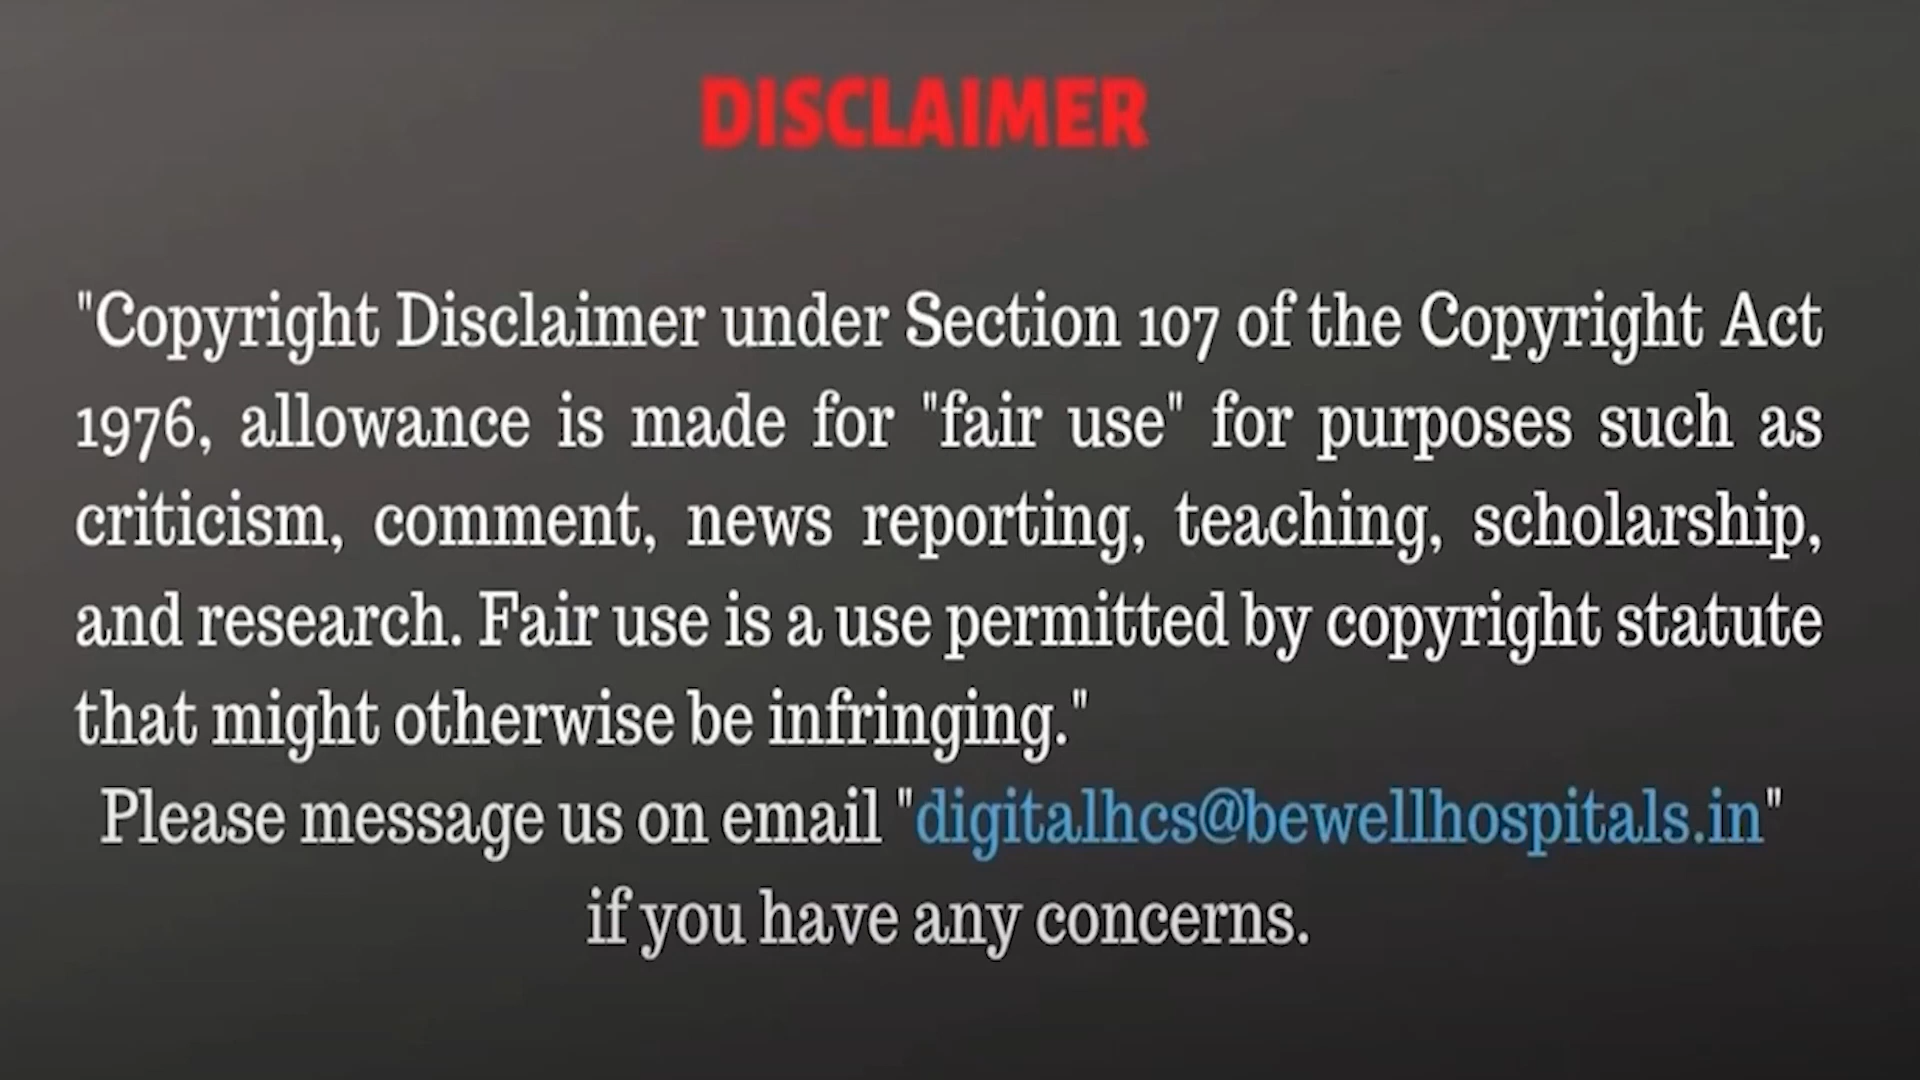 DISCLAIMER
"Copyright Disclaimer under Section 107 of the Copyright Act
1976, allowance is made for "fair use" for purposes such as
criticism, comment, news reporting, teaching, scholarship,
and research. Fair use is a use permitted by copyright statute
that might otherwise be infringing."
Please message us on email "digitalhcs@bewellhospitals.in"
if you have any concerns.